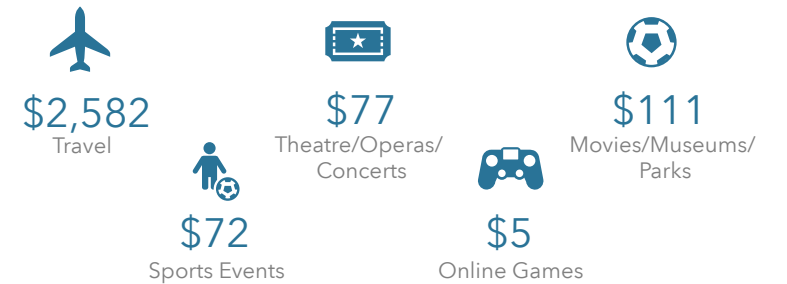 $2,582
Travel
$77
Theatre/Operas/
Concerts
$111
Movies/Museums/
Parks
$72
Sports Events
$5
Online Games